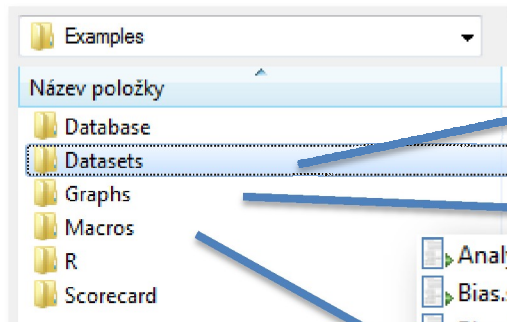 Examples
Název položky
Database
Datasets
Graphs
Macros
R
Scorecard